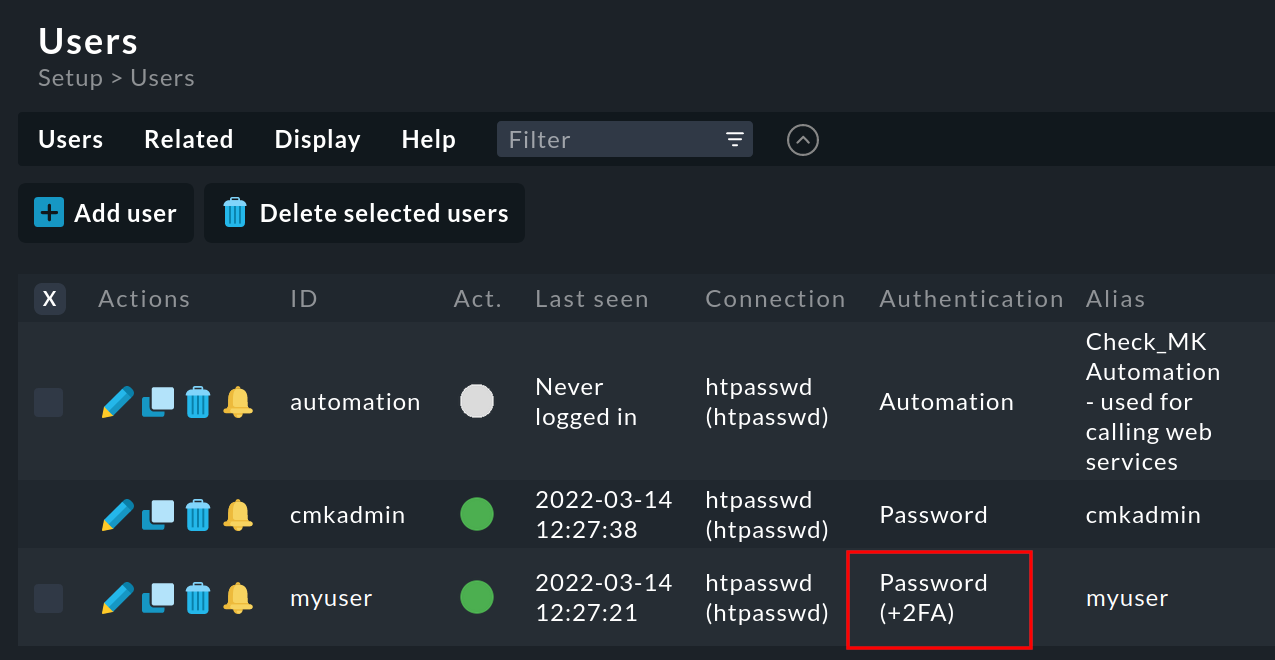 Users
Setup > Users
Users Related Display Help Filter
Add user Delete selected users
X Actions ID Act. Last seen Connection Authentication Alias
automation
Never
logged in
htpasswd
(htpasswd)
Automation
Check_MK
Automation
- used for
calling web
services
cmkadmin
2022-03-14
12:27:38
htpasswd
(htpasswd)
Password
cmkadmin
myuser
2022-03-14
12:27:21
htpasswd
(htpasswd)
Password
(+2FA)
myuser